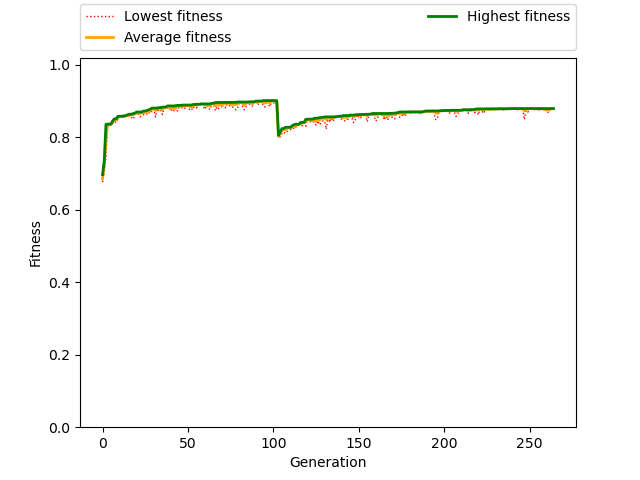 Lowest fitness
Average fitness
Highest fitness
1.0
0.8
0.6
0.4
0.2
0.0
Fitness
0 50 100 150 200 250
Generation